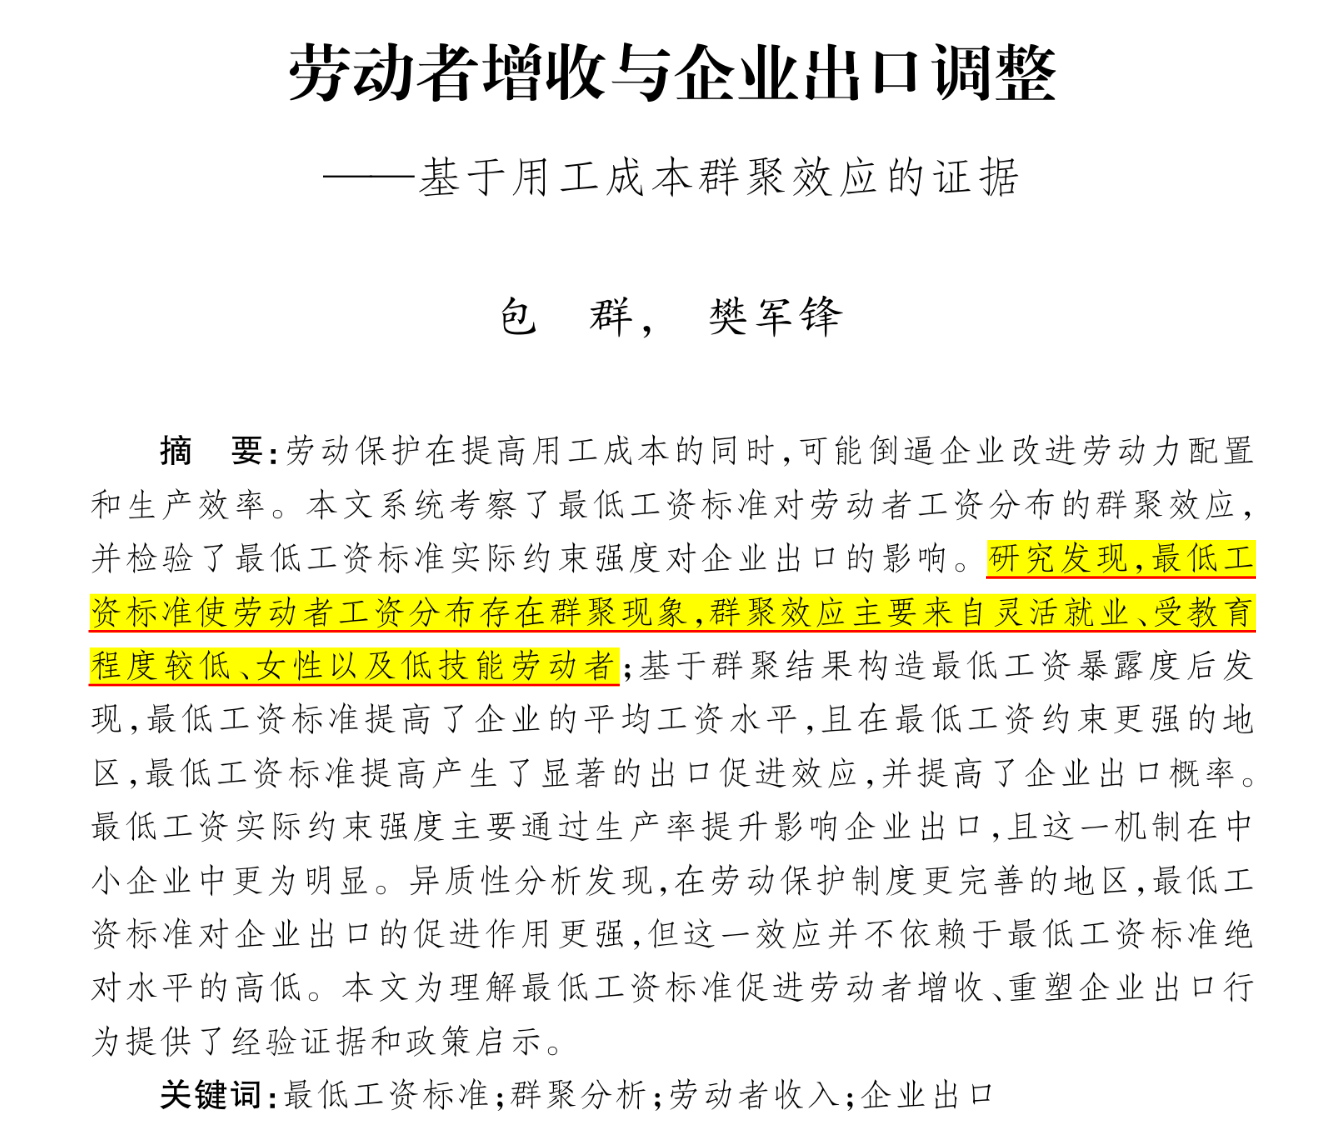 劳动者增收与企业出口调整
——基于用工成本群聚效应的证据
包　群，　樊军锋
摘　要:劳动保护在提高用工成本的同时,可能倒逼企业改进劳动力配置
和生产效率。本文系统考察了最低工资标准对劳动者工资分布的群聚效应,
并检验了最低工资标准实际约束强度对企业出口的影响。研究发现,最低工
资标准使劳动者工资分布存在群聚现象,群聚效应主要来自灵活就业、受教育
程度较低、女性以及低技能劳动者;基于群聚结果构造最低工资暴露度后发
现,最低工资标准提高了企业的平均工资水平,且在最低工资约束更强的地
区,最低工资标准提高产生了显著的出口促进效应,并提高了企业出口概率。
最低工资实际约束强度主要通过生产率提升影响企业出口,且这一机制在中
小企业中更为明显。异质性分析发现,在劳动保护制度更完善的地区,最低工
资标准对企业出口的促进作用更强,但这一效应并不依赖于最低工资标准绝
对水平的高低。本文为理解最低工资标准促进劳动者增收、重塑企业出口行
为提供了经验证据和政策启示。
关键词:最低工资标准;群聚分析;劳动者收入;企业出口